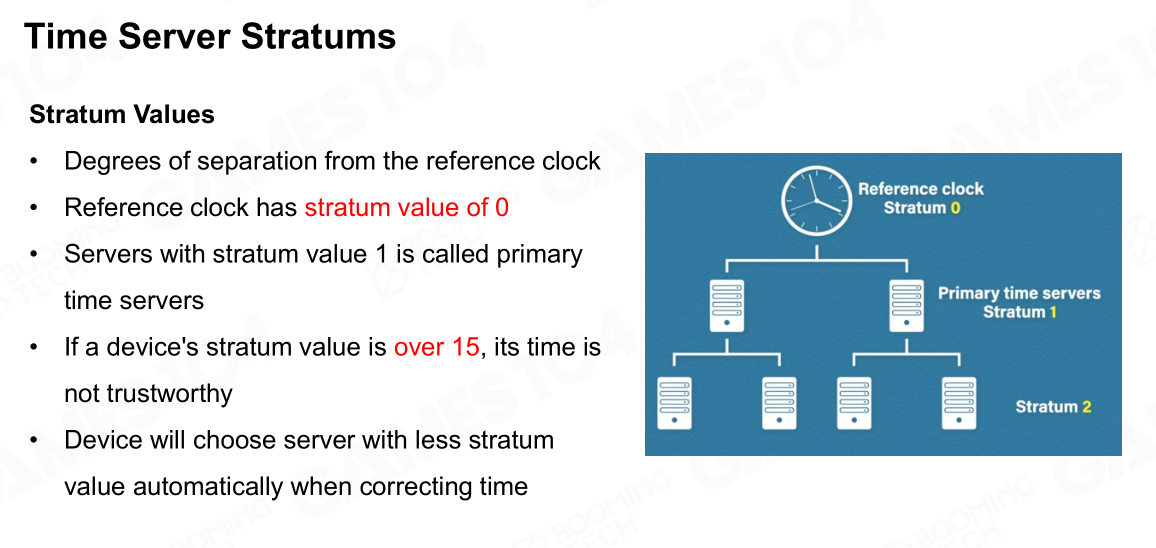 Time Server Stratums
Stratum Values
• Degrees of separation from the reference clock
• Reference clock has stratum value of 0
• Servers with stratum value 1 is called primary
time servers
• If a device's stratum value is over 15, its time is
not trustworthy
• Device will choose server with less stratum
value automatically when correcting time
Reference clock
Stratum 0
Primary time servers
Stratum 1
Stratum 2
GAMES104
BOOMING
TECH